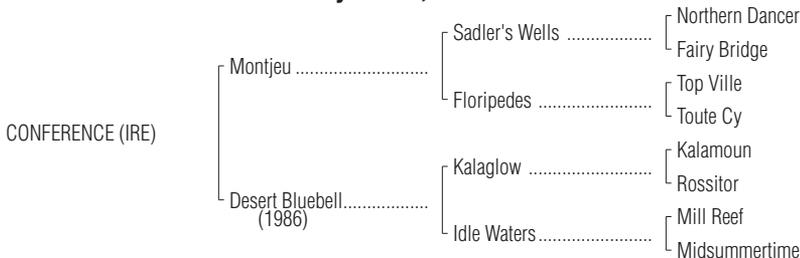 Northern Dancer
Sadler's Wells ..................
Fairy Bridge
Montjeu ............................
Top Ville
Floripedes ........................
Toute Cy
CONFERENCE (IRE)
Kalamoun
Kalaglow ..........................
Rossitor
Desert Bluebell..................
(1986)
Mill Reef
Idle Waters........................
Midsummertime